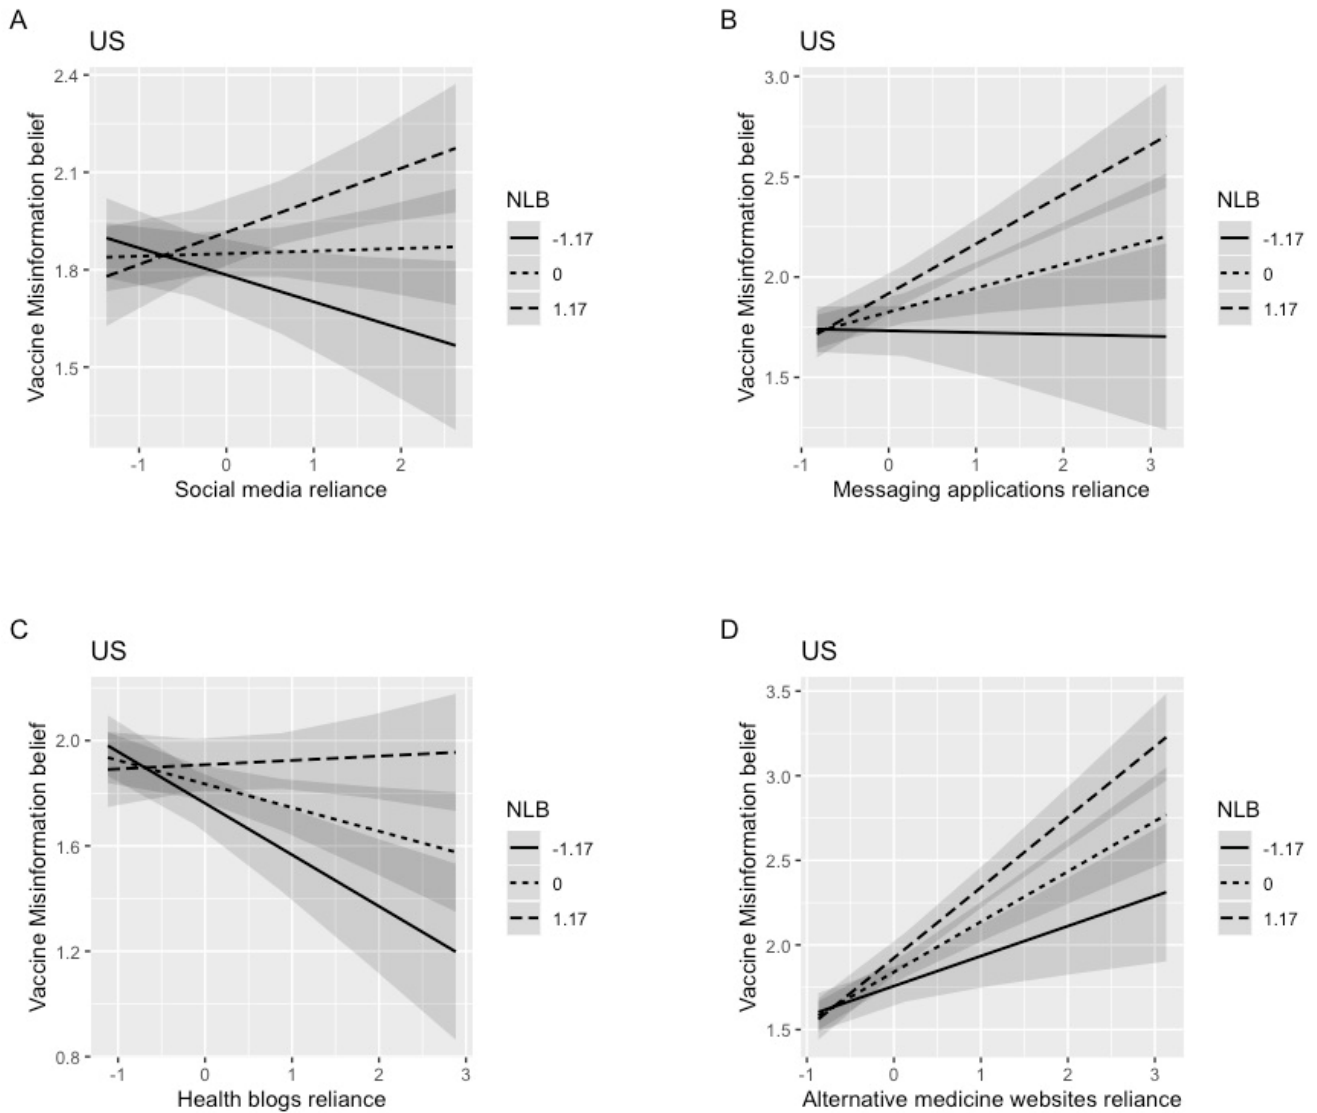 A
US
Vaccine Misinformation belief
2.4
2.1
1.8
1.5
-1
0
1
2
Social media reliance
NLB
-1.17
0
1.17
B
US
Vaccine Misinformation belief
3.0
2.5
2.0
1.5
-1
0
1
2
3
Messaging applications reliance
NLB
-1.17
0
1.17
C
US
Vaccine Misinformation belief
2.0
1.6
1.2
0.8
-1
0
1
2
3
Health blogs reliance
NLB
-1.17
0
1.17
D
US
Vaccine Misinformation belief
3.5
3.0
2.5
2.0
1.5
-1
0
1
2
3
Alternative medicine websites reliance
NLB
-1.17
0
1.17